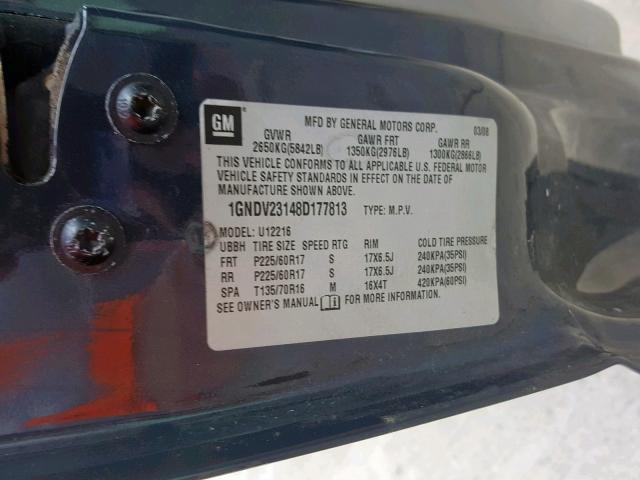 GM
MFD BY GENERAL MOTORS CORP. 03/08
GVWR GAWR FRT GAWR RR
2650KG(5842LB) 1350KG(2976LB) 1300KG(2866LB)
THIS VEHICLE CONFORMS TO ALL APPLICABLE U.S. FEDERAL MOTOR
VEHICLE SAFETY STANDARDS IN EFFECT ON THE DATE OF
MANUFACTURE SHOWN ABOVE.
1GNDV23148D177813 TYPE: M.P.V.
MODEL: U12216
UBBH TIRE SIZE SPEED RTG RIM COLD TIRE PRESSURE
FRT P225/60R17 S 17X6.5J 240KPA(35PSI)
RR P225/60R17 S 17X6.5J 240KPA(35PSI)
SPA T135/70R16 M 16X4T 420KPA(60PSI)
SEE OWNER'S MANUAL FOR MORE INFORMATION.